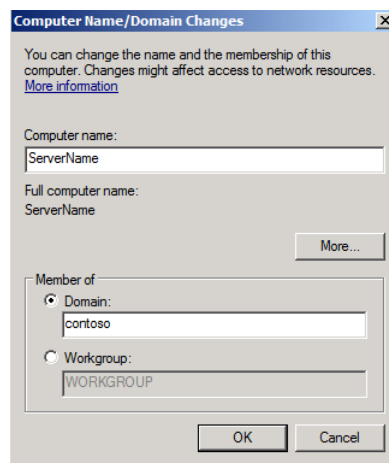 Computer Name/Domain Changes
You can change the name and the membership of this
computer. Changes might affect access to network resources.
More information
Computer name:
ServerName
Full computer name:
ServerName
More...
Member of
Domain:
contoso
Workgroup:
WORKGROUP
OK
Cancel